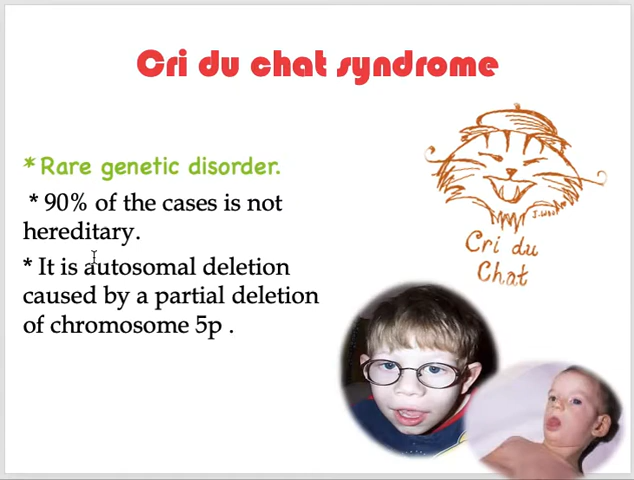 Cri du chat syndrome
* Rare genetic disorder.
* 90% of the cases is not
hereditary.
* It is autosomal deletion
caused by a partial deletion
of chromosome 5p .
Cri du
Chat